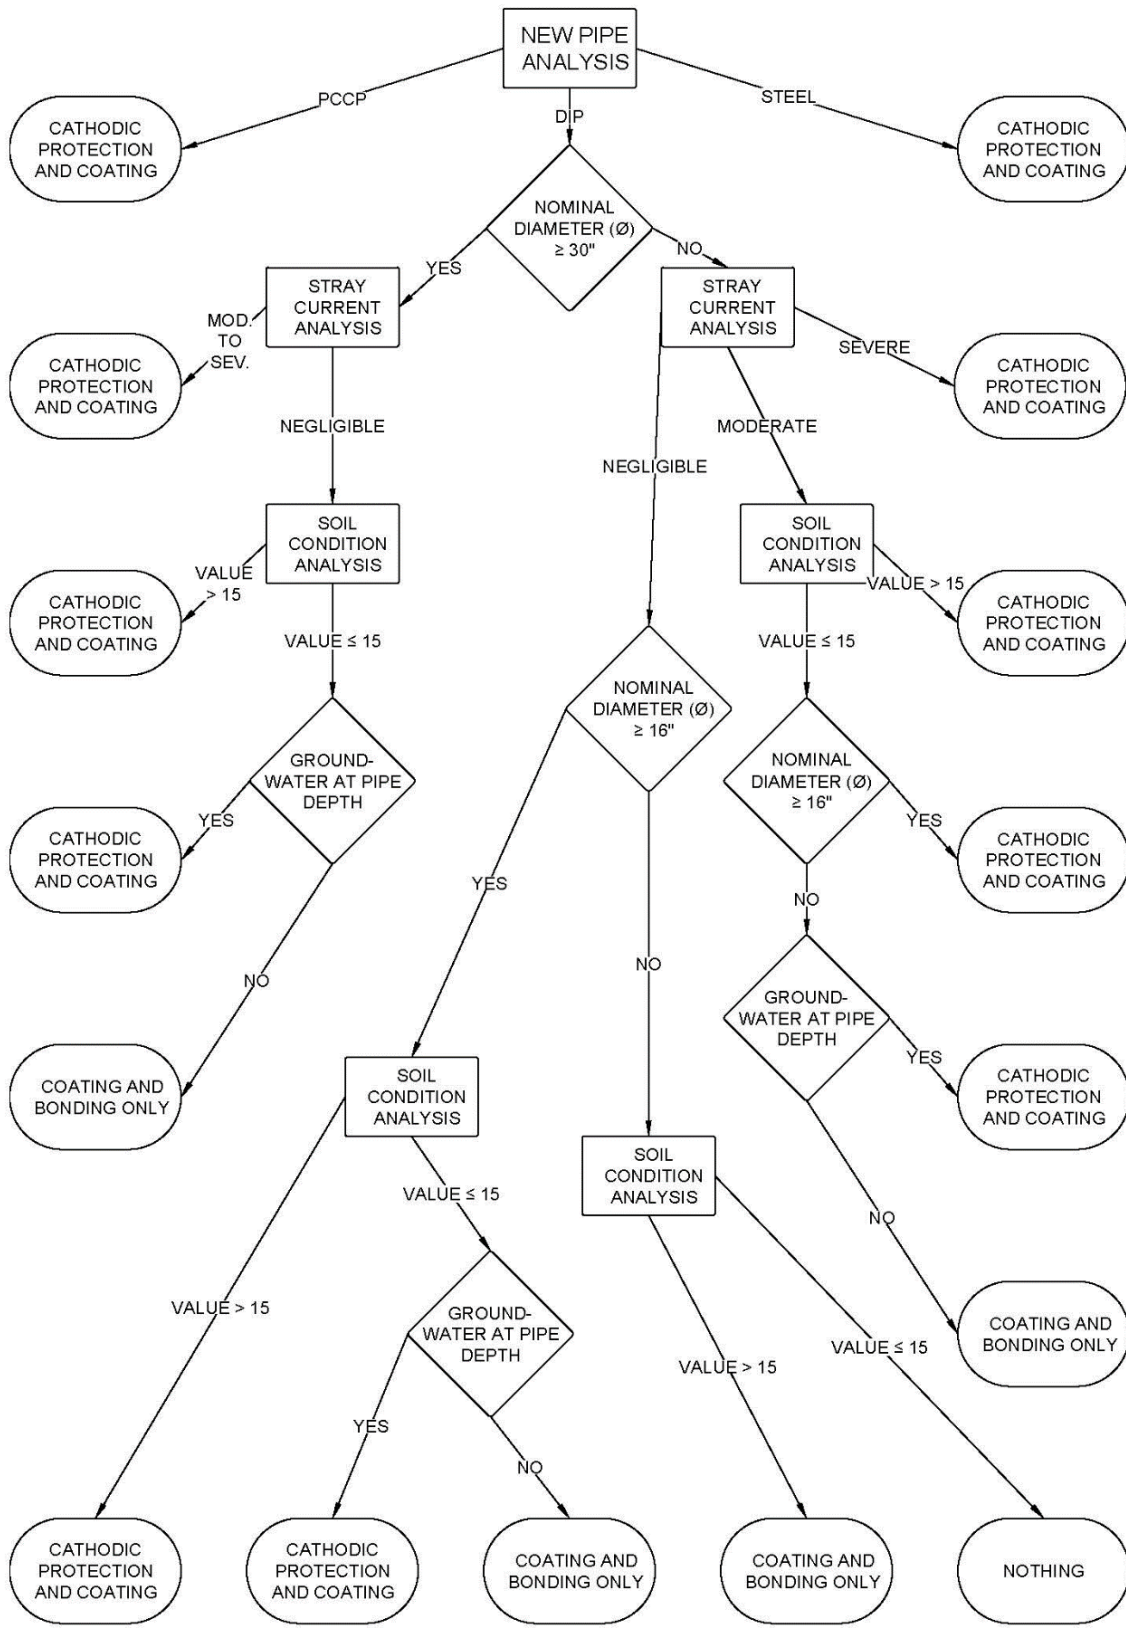 NEW PIPE
ANALYSIS
PCCP
STEEL
DIP
CATHODIC
PROTECTION
AND COATING
CATHODIC
PROTECTION
AND COATING
NOMINAL
DIAMETER (Ø)
≥ 30"
YES
NO
STRAY
CURRENT
ANALYSIS
STRAY
CURRENT
ANALYSIS
MOD.
TO
SEV.
SEVERE
CATHODIC
PROTECTION
AND COATING
CATHODIC
PROTECTION
AND COATING
NEGLIGIBLE
MODERATE
NEGLIGIBLE
SOIL
CONDITION
ANALYSIS
SOIL
CONDITION
ANALYSIS
VALUE
> 15
VALUE > 15
CATHODIC
PROTECTION
AND COATING
CATHODIC
PROTECTION
AND COATING
VALUE ≤ 15
VALUE ≤ 15
NOMINAL
DIAMETER (Ø)
≥ 16"
GROUND-
WATER AT PIPE
DEPTH
NOMINAL
DIAMETER (Ø)
≥ 16"
YES
YES
CATHODIC
PROTECTION
AND COATING
CATHODIC
PROTECTION
AND COATING
YES
NO
NO
NO
GROUND-
WATER AT PIPE
DEPTH
YES
COATING AND
BONDING ONLY
SOIL
CONDITION
ANALYSIS
CATHODIC
PROTECTION
AND COATING
SOIL
CONDITION
ANALYSIS
VALUE ≤ 15
NO
VALUE > 15
GROUND-
WATER AT PIPE
DEPTH
COATING AND
BONDING ONLY
VALUE ≤ 15
VALUE > 15
YES
NO
CATHODIC
PROTECTION
AND COATING
CATHODIC
PROTECTION
AND COATING
COATING AND
BONDING ONLY
COATING AND
BONDING ONLY
NOTHING